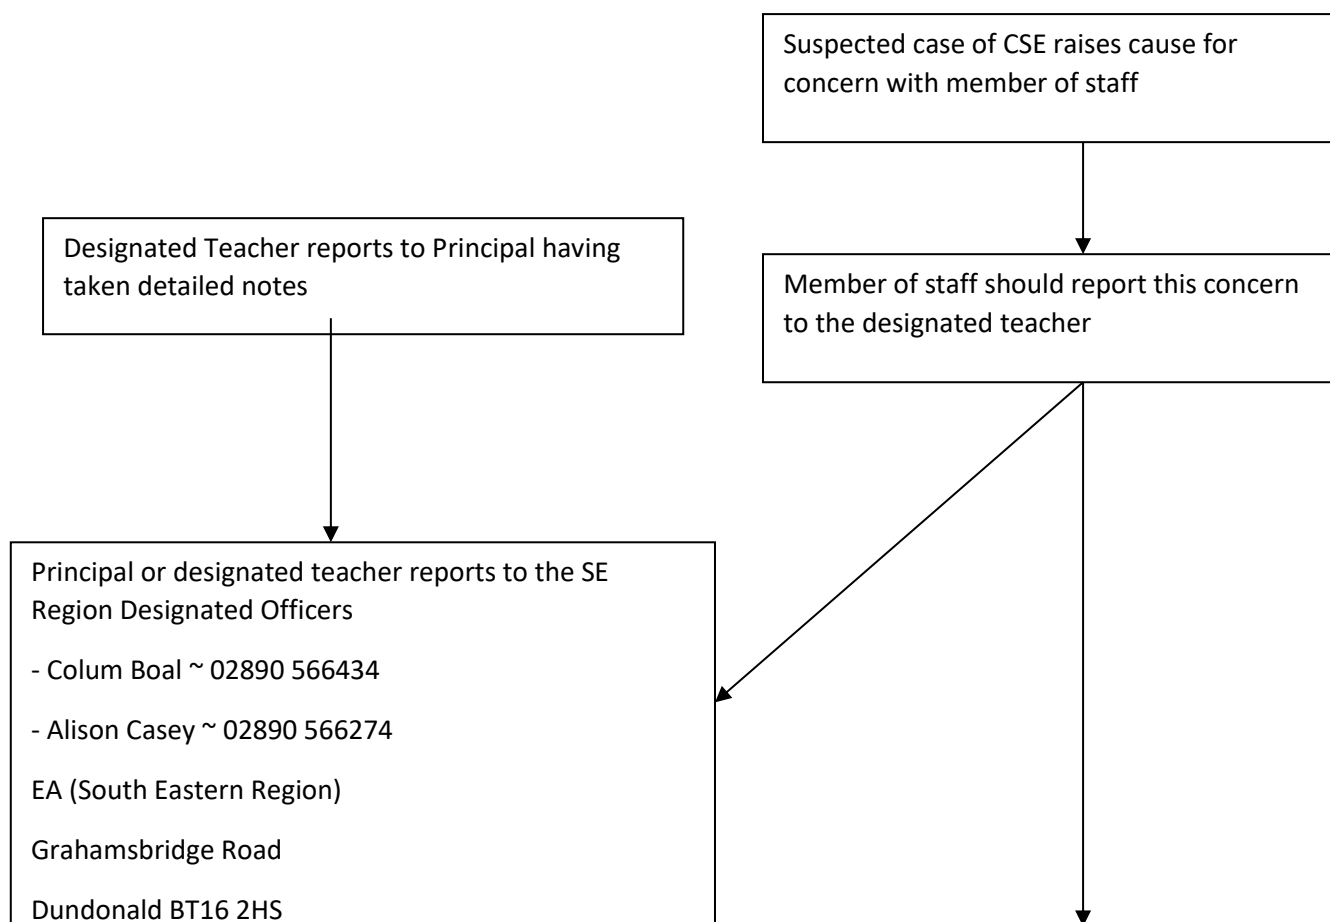 Suspected case of CSE raises cause for
concern with member of staff
Designated Teacher reports to Principal having
taken detailed notes
Member of staff should report this concern
to the designated teacher
Principal or designated teacher reports to the SE
Region Designated Officers
- Colum Boal ~ 02890 566434
- Alison Casey ~ 02890 566274
EA (South Eastern Region)
Grahamsbridge Road
Dundonald BT16 2HS